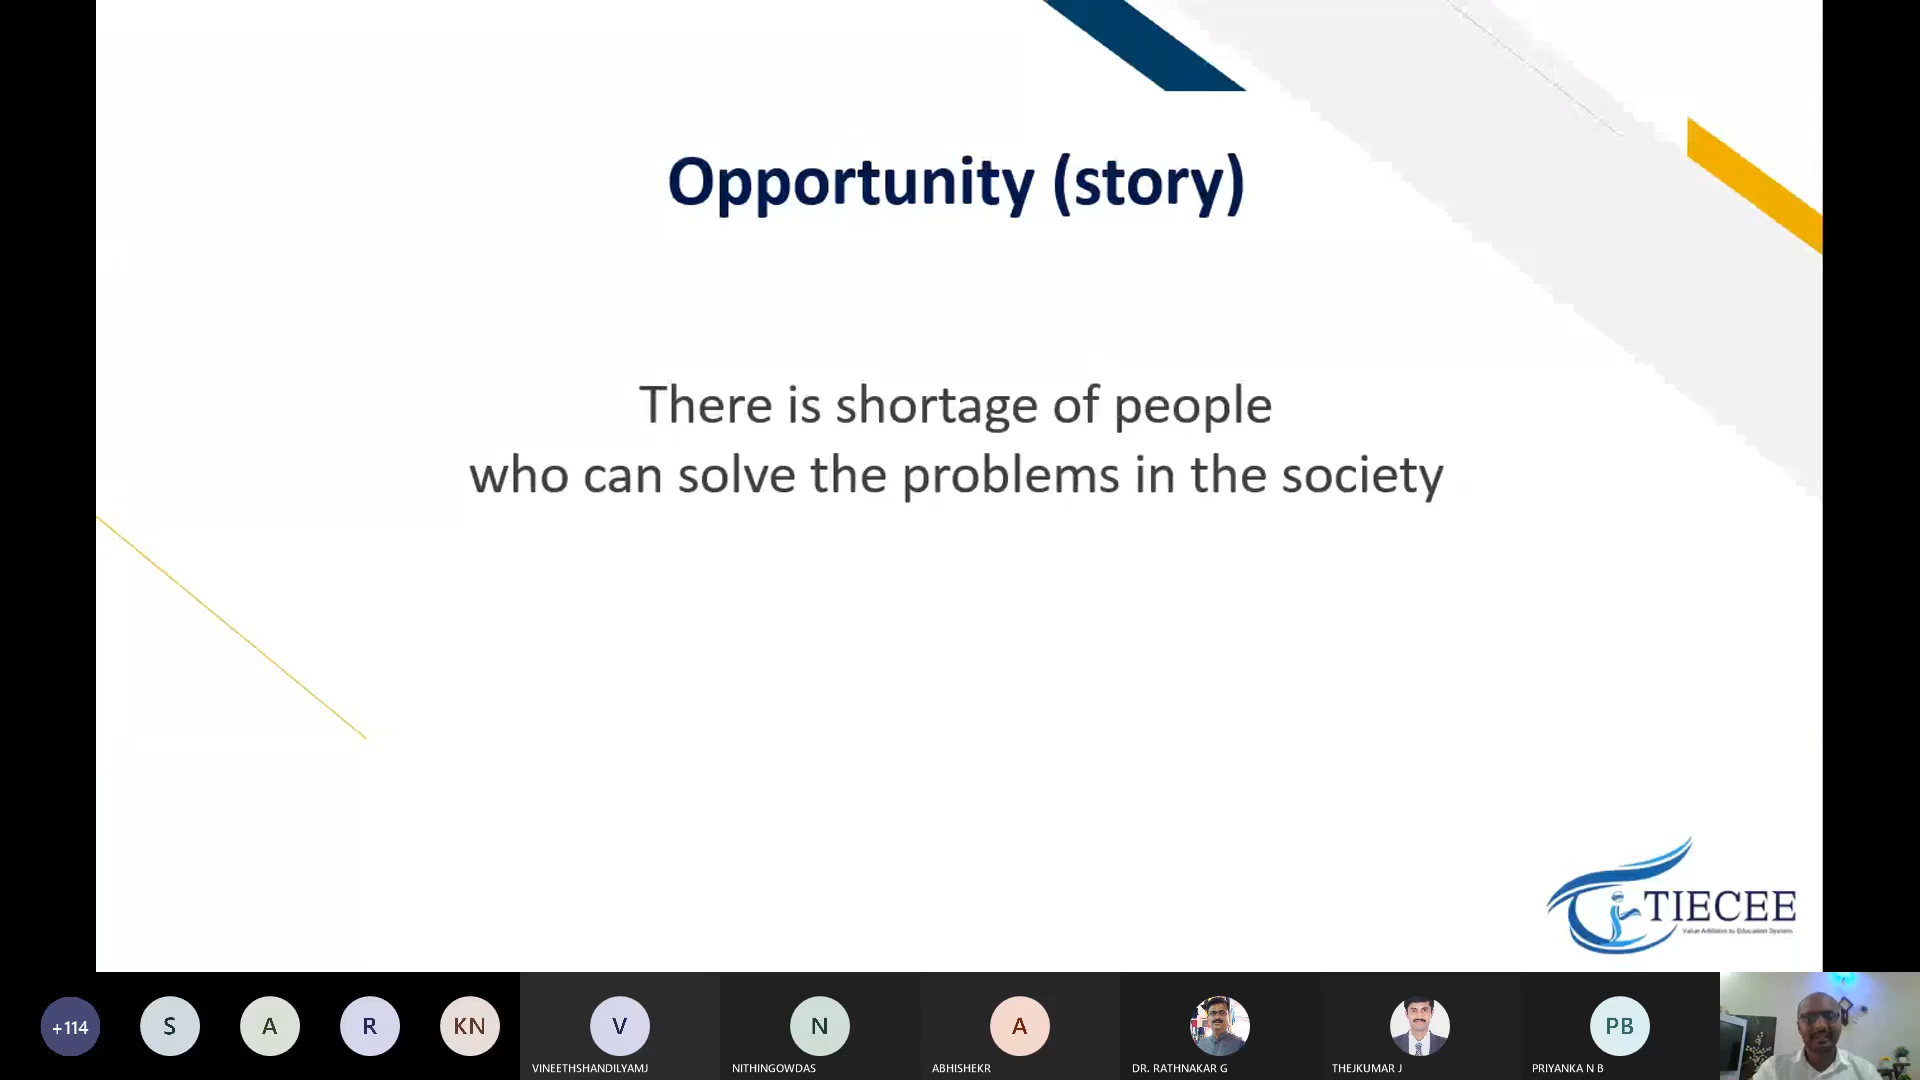 Opportunity (story)
There is shortage of people
who can solve the problems in the society
TIECEE
Value Addition to Education System
+114
S
A
R
KN
V
N
A
PB
VINEETHSHANDILYAMJ
NITHINGOWDAS
ABHISHEKR
DR. RATHNAKAR G
THEJKUMAR J
PRIYANKA N B